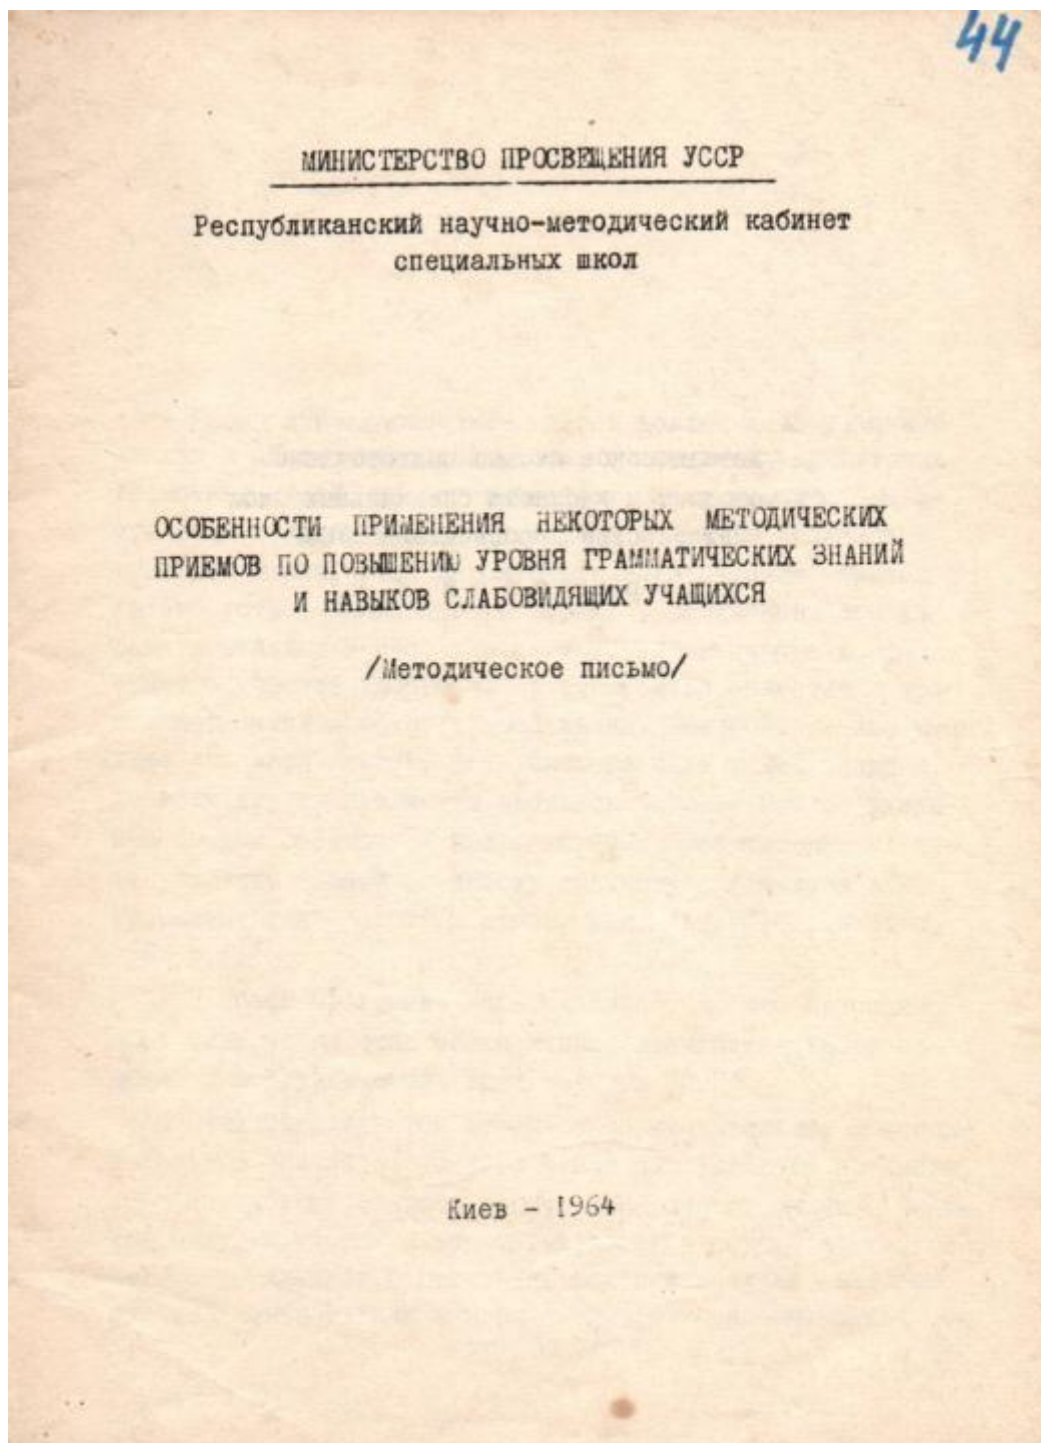 44
МИНИСТЕРСТВО ПРОСВЕЩЕНИЯ УССР
Республиканский научно-методический кабинет
специальных школ
ОСОБЕННОСТИ ПРИМЕНЕНИЯ НЕКОТОРЫХ МЕТОДИЧЕСКИХ
ПРИЕМОВ ПО ПОВЫШЕНИЮ УРОВНЯ ГРАММАТИЧЕСКИХ ЗНАНИЙ
И НАВЫКОВ СЛАБОВИДЯЩИХ УЧАЩИХСЯ
/Методическое письмо/
Киев - 1964